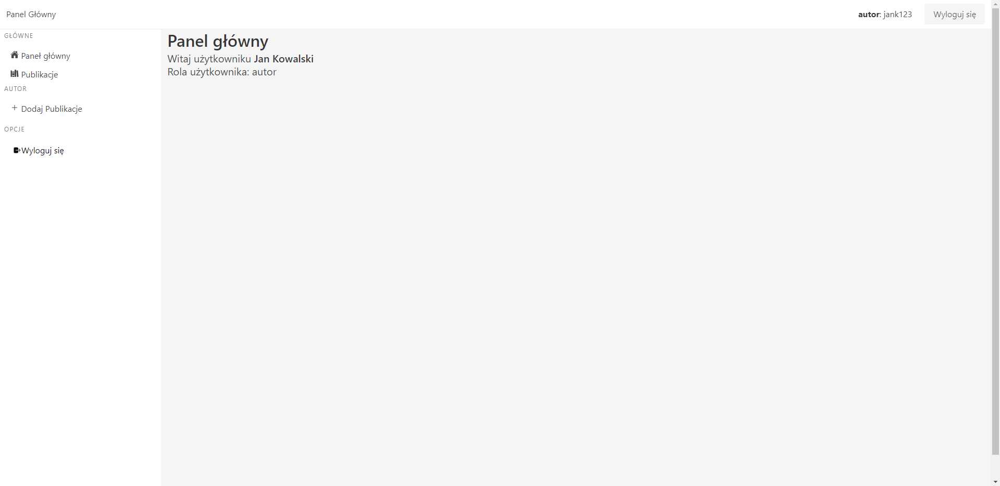 Panel Główny
autor: jank123
Wyloguj się
GŁÓWNE
Paneł główny
Publikacje
AUTOR
Dodaj Publikacje
OPCJE
Wyloguj się
Panel główny
Witaj użytkowniku Jan Kowalski
Rola użytkownika: autor